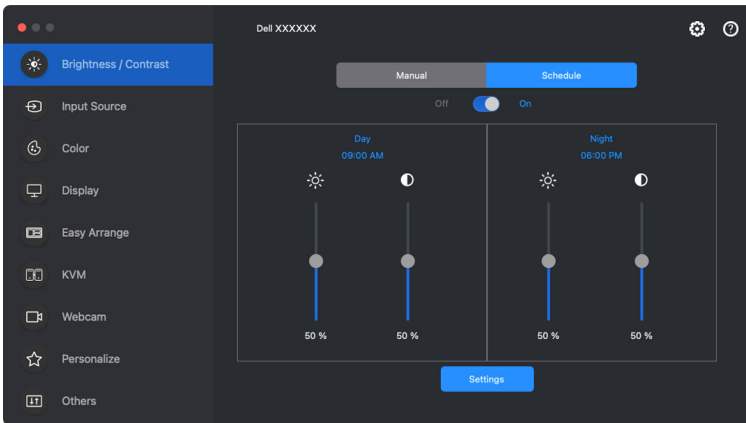 Dell XXXXXX
Brightness / Contrast
Input Source
Color
Display
Easy Arrange
KVM
Webcam
Personalize
Others
Manual
Schedule
Off
On
Day
09:00 AM
50 %
50 %
Night
06:00 PM
50 %
50 %
Settings